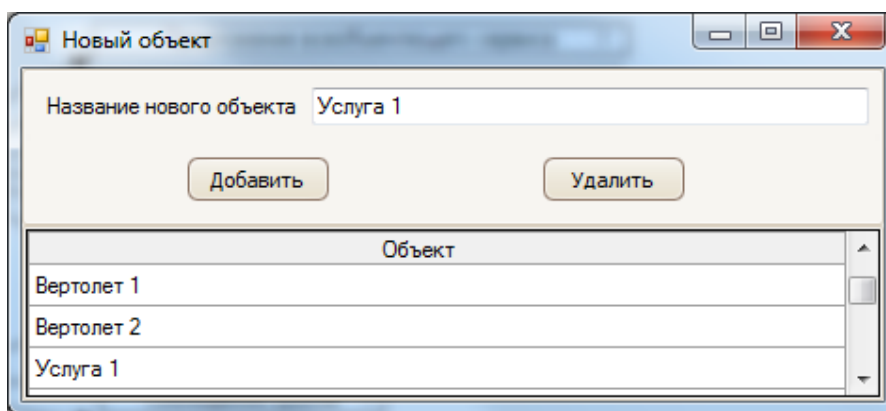 Новый объект
Название нового объекта Услуга 1
Добавить Удалить
Объект
Вертолет 1
Вертолет 2
Услуга 1